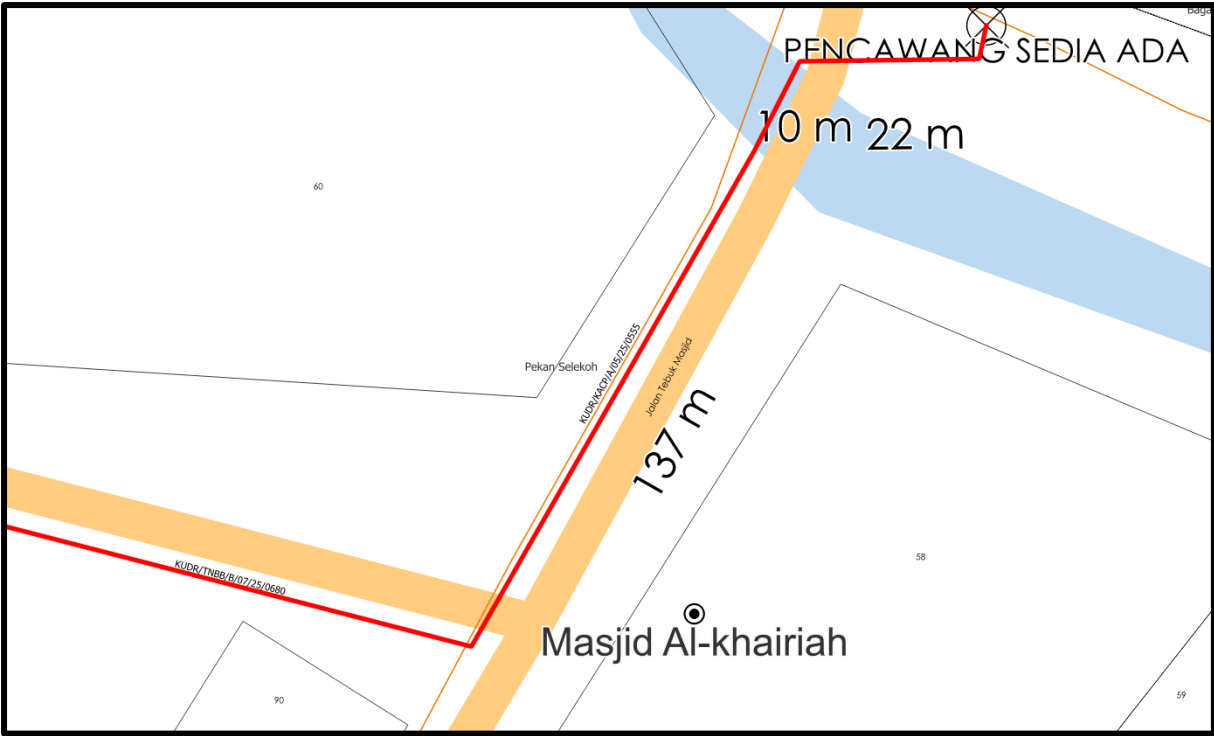 Baga
PENCAWANG SEDIA ADA
10 m
22 m
60
KUDR/KACP/A/05/25/0555
Pekan Selekoh
Jalan Tebuk Masjid
137 m
58
KUDR/TNBB/B/07/25/0680
Masjid Al-khairiah
90
59